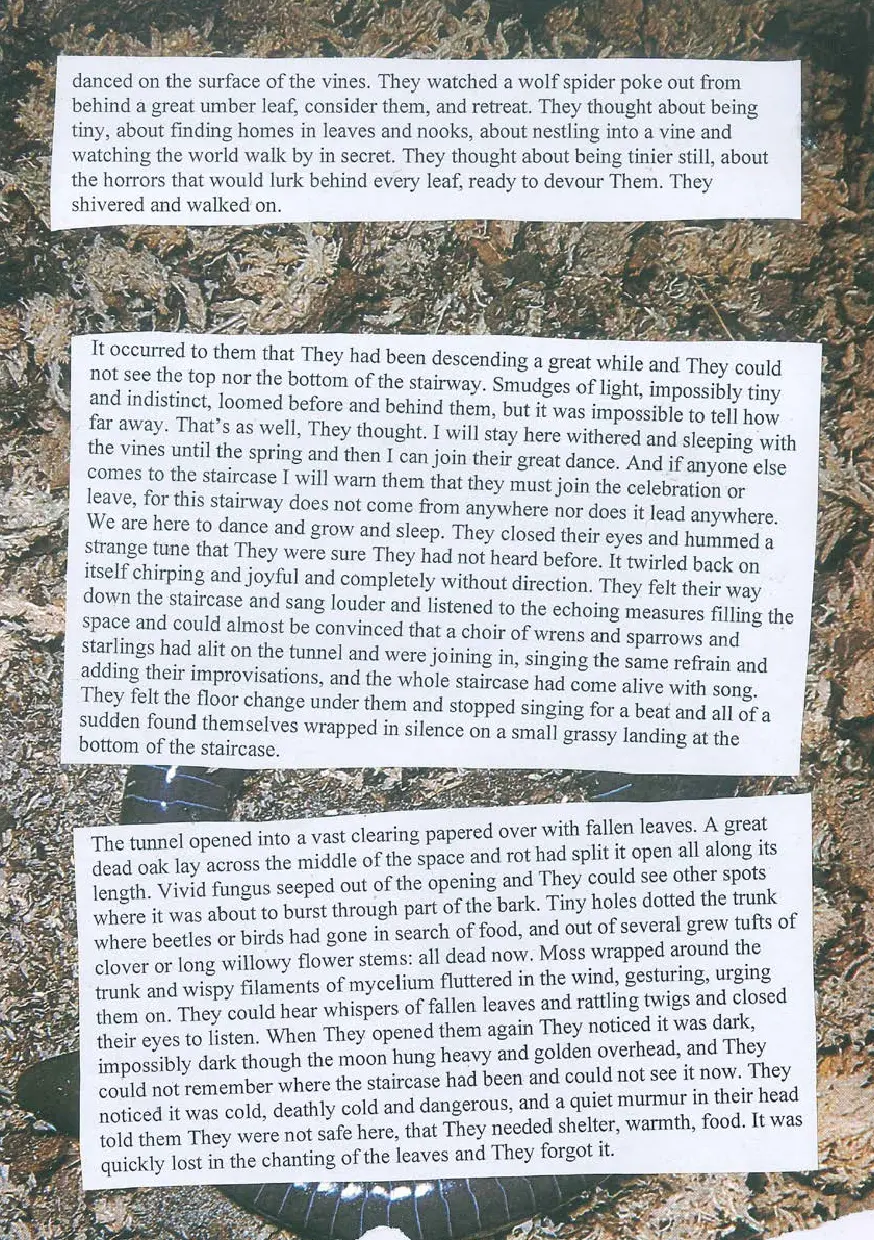 danced on the surface of the vines. They watched a wolf spider poke out from
behind a great umber leaf, consider them, and retreat. They thought about being
tiny, about finding homes in leaves and nooks, about nestling into a vine and
watching the world walk by in secret. They thought about being tinier still, about
the horrors that would lurk behind every leaf, ready to devour Them. They
shivered and walked on.
It occurred to them that They had been descending a great while and They could
not see the top nor the bottom of the stairway. Smudges of light, impossibly tiny
and indistinct, loomed before and behind them, but it was impossible to tell how
far away. That's as well, They thought. I will stay here withered and sleeping with
the vines until the spring and then I can join their great dance. And if anyone else
comes to the staircase I will warn them that they must join the celebration or
leave, for this stairway does not come from anywhere nor does it lead anywhere.
We are here to dance and grow and sleep. They closed their eyes and hummed a
strange tune that They were sure They had not heard before. It twirled back on
itself chirping and joyful and completely without direction. They felt their way
down the staircase and sang louder and listened to the echoing measures filling the
space and could almost be convinced that a choir of wrens and sparrows and
starlings had alit on the tunnel and were joining in, singing the same refrain and
adding their improvisations, and the whole staircase had come alive with song.
They felt the floor change under them and stopped singing for a beat and all of a
sudden found themselves wrapped in silence on a small grassy landing at the
bottom of the staircase.
The tunnel opened into a vast clearing papered over with fallen leaves. A great
dead oak lay across the middle of the space and rot had split it open all along its
length. Vivid fungus seeped out of the opening and They could see other spots
where it was about to burst through part of the bark. Tiny holes dotted the trunk
where beetles or birds had gone in search of food, and out of several grew tufts of
clover or long willowy flower stems: all dead now. Moss wrapped around the
trunk and wispy filaments of mycelium fluttered in the wind, gesturing, urging
them on. They could hear whispers of fallen leaves and rattling twigs and closed
their eyes to listen. When They opened them again They noticed it was dark,
impossibly dark though the moon hung heavy and golden overhead, and They
could not remember where the staircase had been and could not see it now. They
noticed it was cold, deathly cold and dangerous, and a quiet murmur in their head
told them They were not safe here, that They needed shelter, warmth, food. It was
quickly lost in the chanting of the leaves and They forgot it.